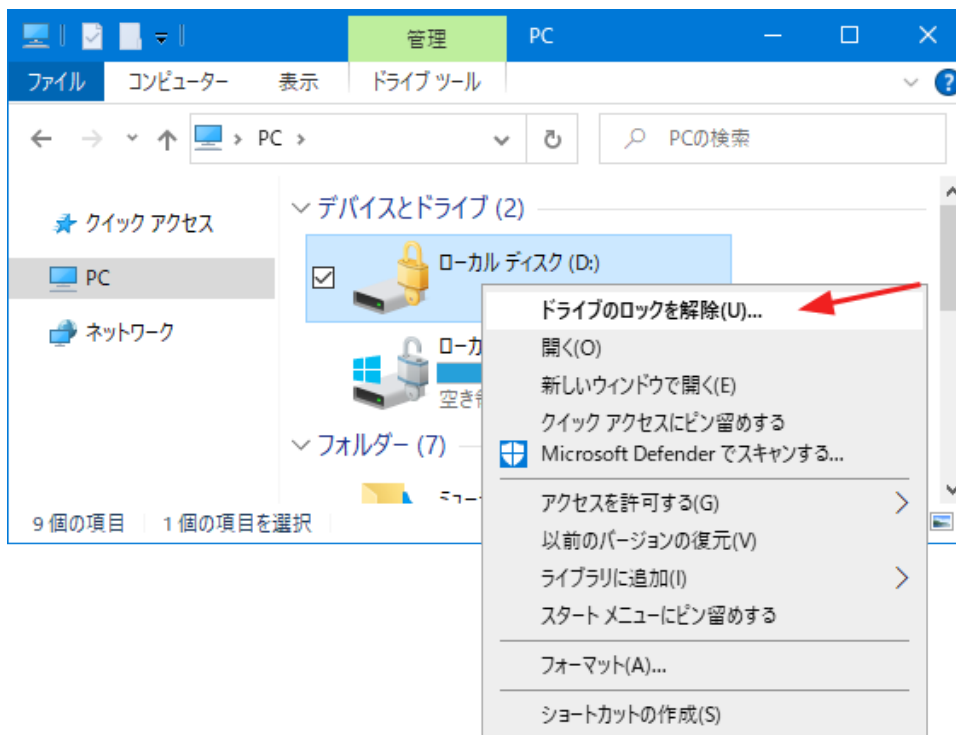 管理
PC
ファイル
コンピューター
表示
ドライブ ツール
?
PC
PCの検索
クイック アクセス
PC
ネットワーク
デバイスとドライブ (2)
ローカル ディスク (D:)
ローカ
空き
フォルダー (7)
9 個の項目
1 個の項目を選択
ドライブのロックを解除(U)...
開く(O)
新しいウィンドウで開く(E)
クイック アクセスにピン留めする
Microsoft Defender でスキャンする...
アクセスを許可する(G)
以前のバージョンの復元(V)
ライブラリに追加(I)
スタート メニューにピン留めする
フォーマット(A)...
ショートカットの作成(S)